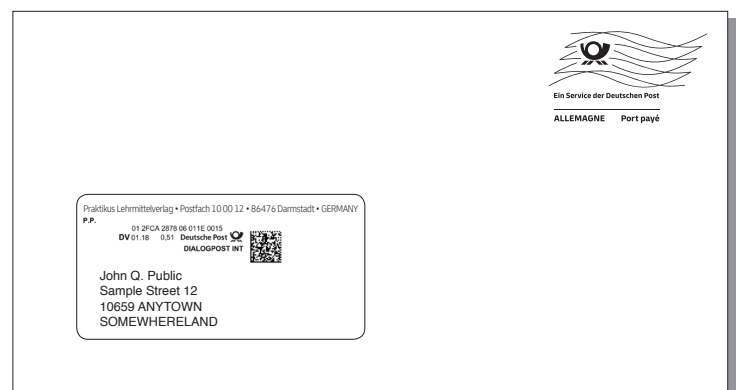 Ein Service der Deutschen Post
ALLEMAGNE Port payé
Praktikus Lehrmittelverlag • Postfach 10 00 12 • 86476 Darmstadt • GERMANY
P.P.
01 2FCA 2878 06 011E 0015
DV 01.18 0,51 Deutsche Post
DIALOGPOST INT
John Q. Public
Sample Street 12
10659 ANYTOWN
SOMEWHERELAND